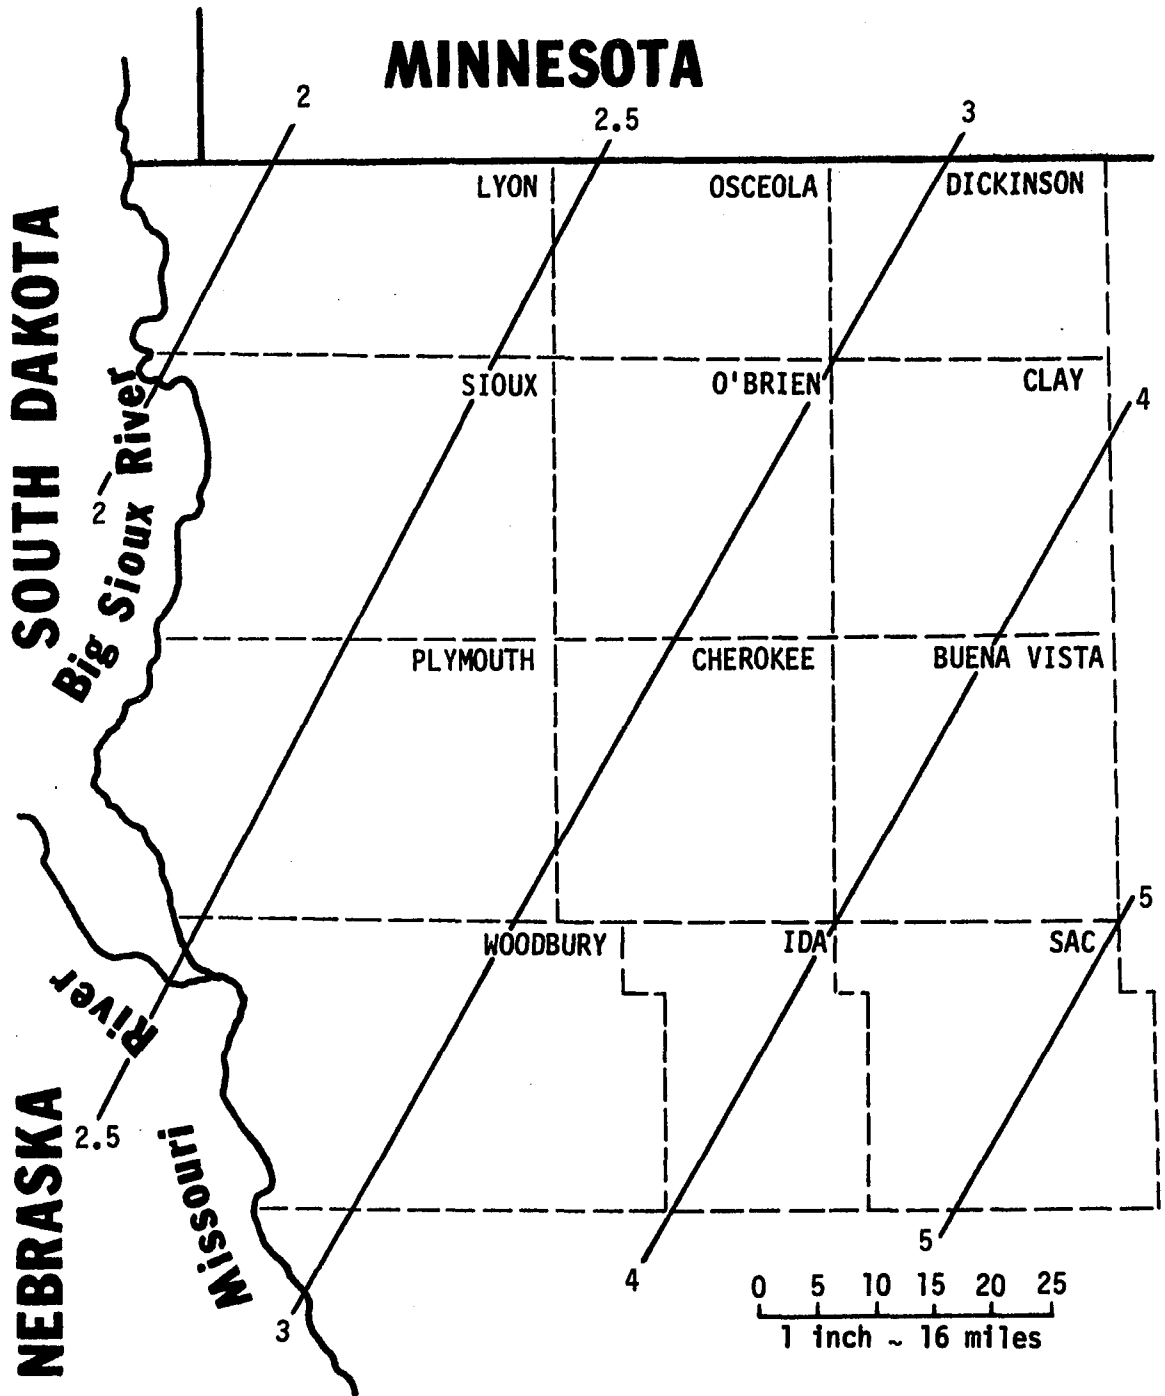 MINNESOTA
2
2.5
3
LYON
OSCEOLA
DICKINSON
SOUTH DAKOTA
SIOUX
O'BRIEN
CLAY
4
2
Big Sioux River
PLYMOUTH
CHEROKEE
BUENA VISTA
5
WOODBURY
IDA
SAC
Missouri River
NEBRASKA
2.5
3
4
5
0 5 10 15 20 25
1 inch ~ 16 miles